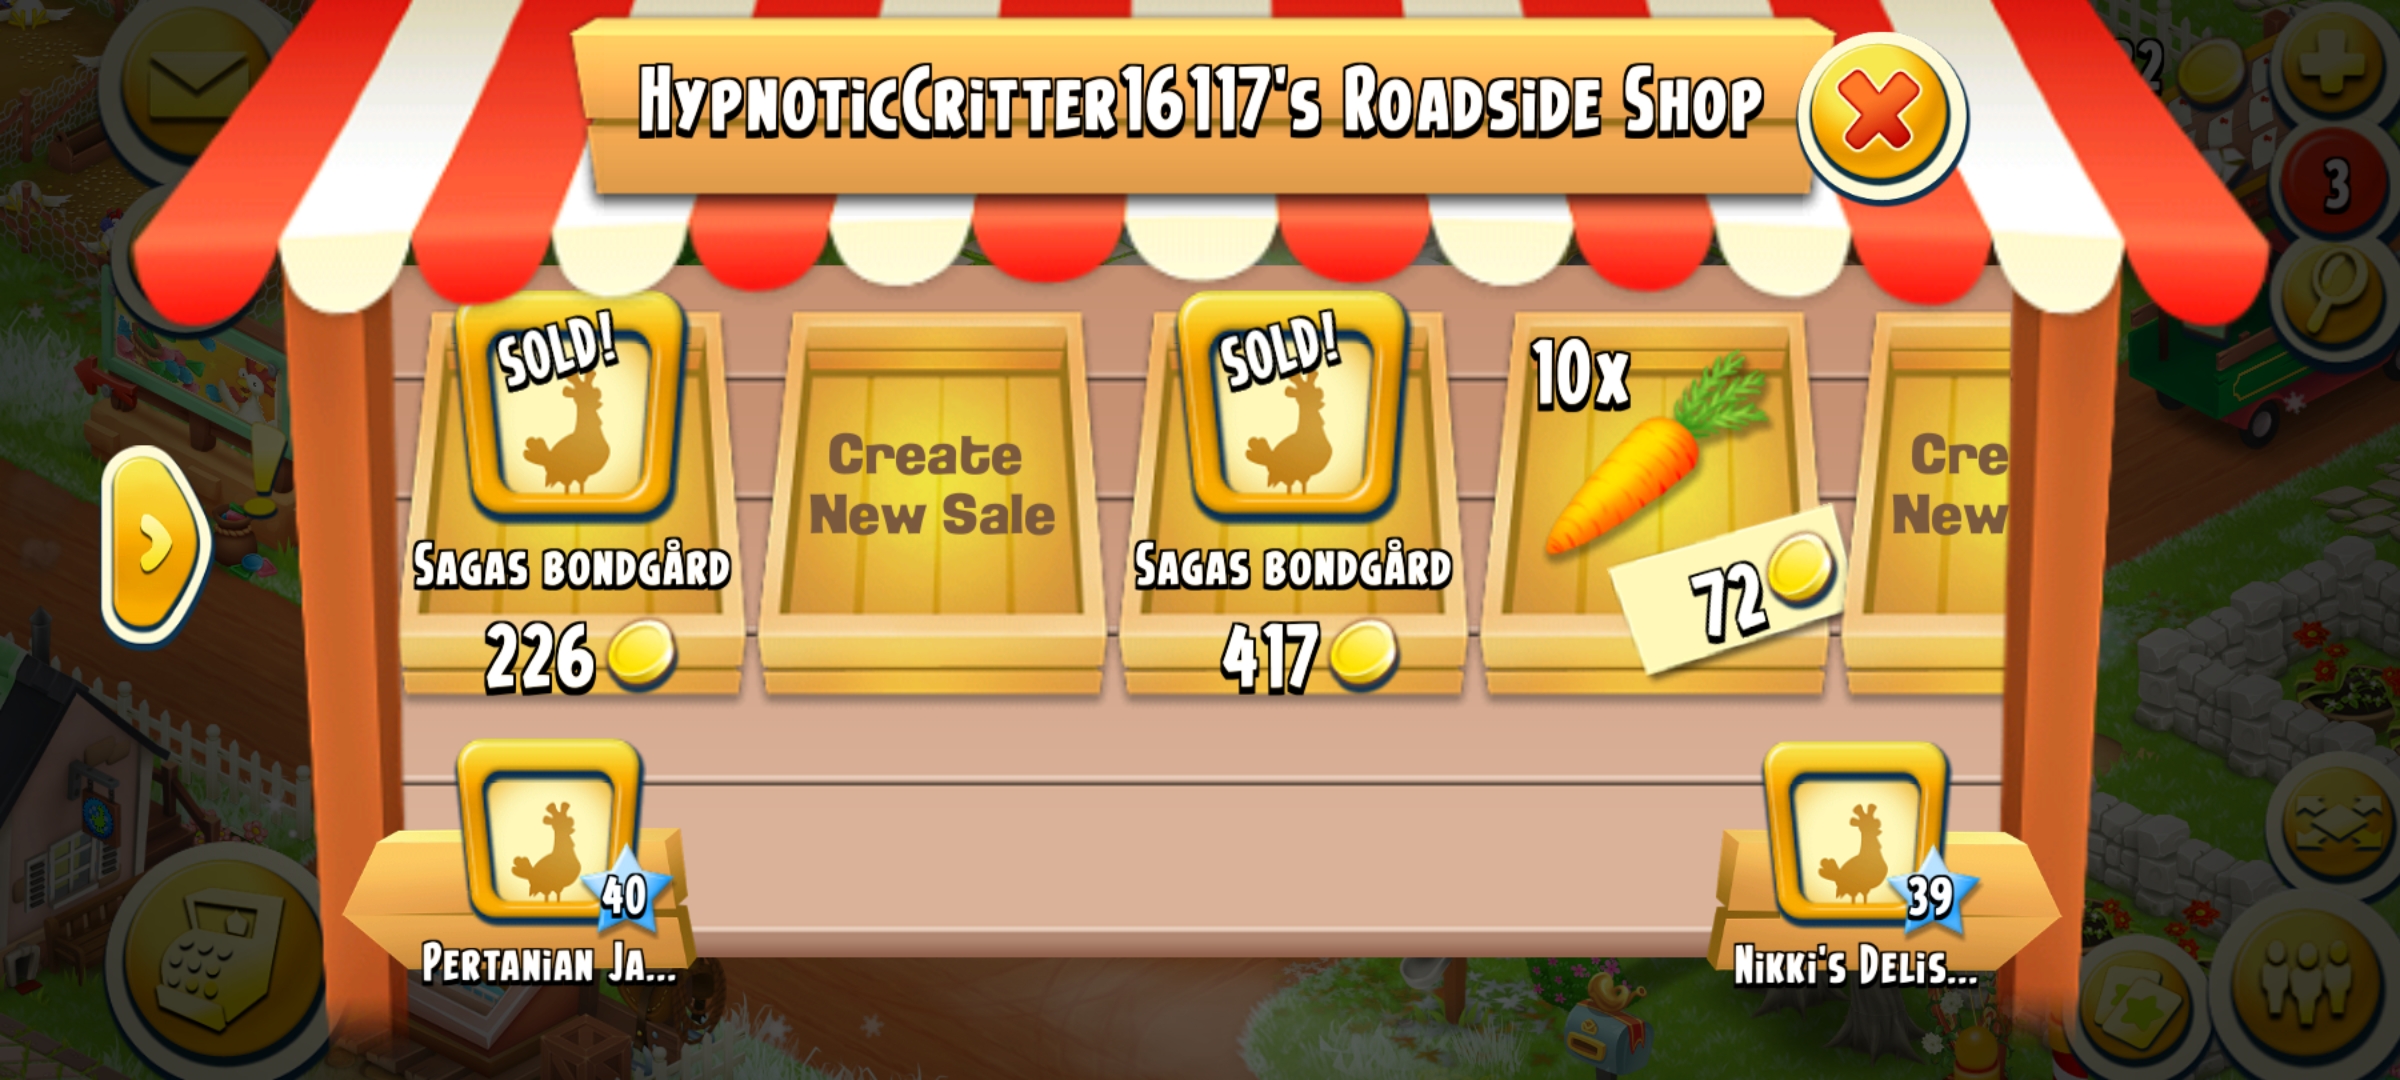 HypnoticCritter16117's Roadside Shop
3
SOLD!
SOLD!
10x
Create
New Sale
Cre
New
Sagas bondgård
Sagas bondgård
72
226
417
40
39
Pertanian Ja...
Nikki's Delis...